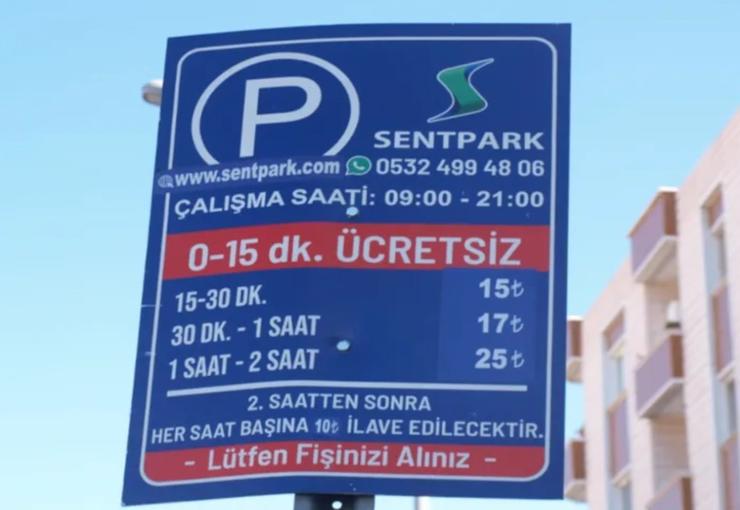 P
SENTPARK
www.sentpark.com 0532 499 48 06
ÇALIŞMA SAATİ: 09:00 - 21:00
0-15 dk. ÜCRETSİZ
15-30 DK. 15₺
30 DK. - 1 SAAT 17₺
1 SAAT - 2 SAAT 25₺
2. SAATTEN SONRA
HER SAAT BAŞINA 10₺ İLAVE EDİLECEKTİR.
- Lütfen Fişinizi Alınız -